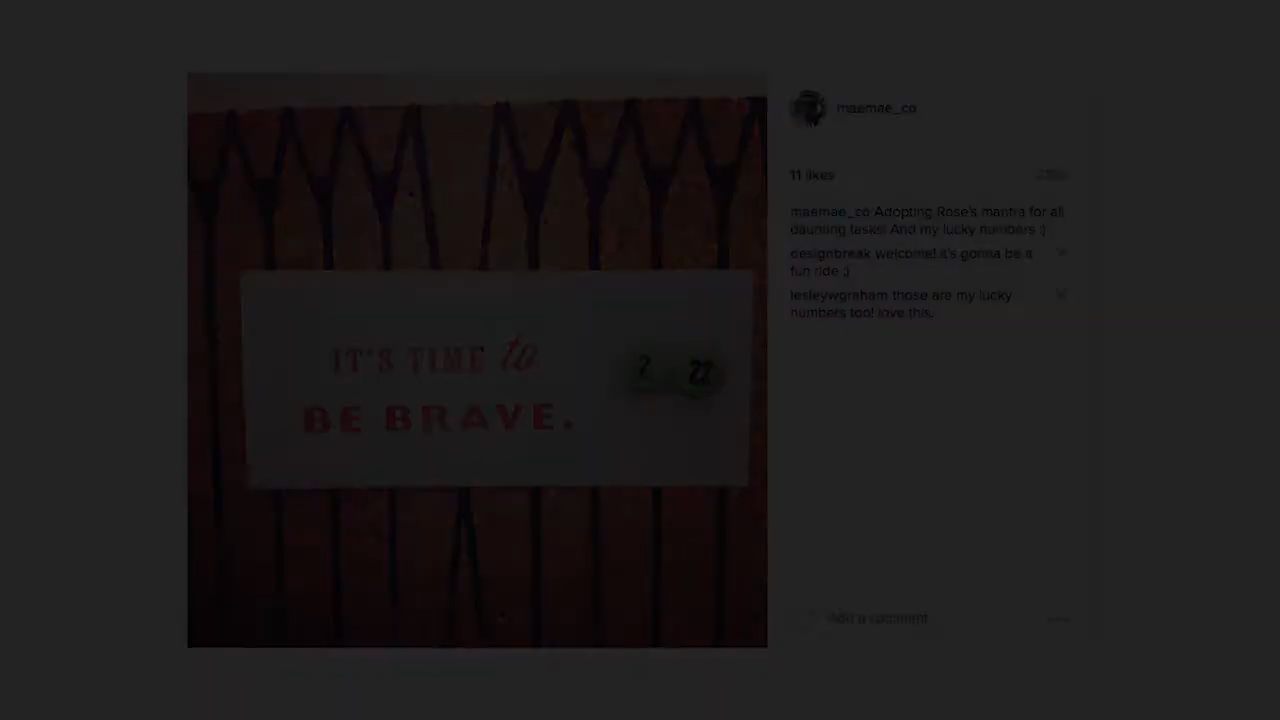 IT'S TIME to
BE BRAVE.
2 22
maemae_co
11 likes
maemae_co Adopting Rose's mantra for all
daunting tasks! And my lucky numbers :)
designbreak welcome! it's gonna be a
fun ride :)
lesleywgraham those are my lucky
numbers too! love this.
Add a comment